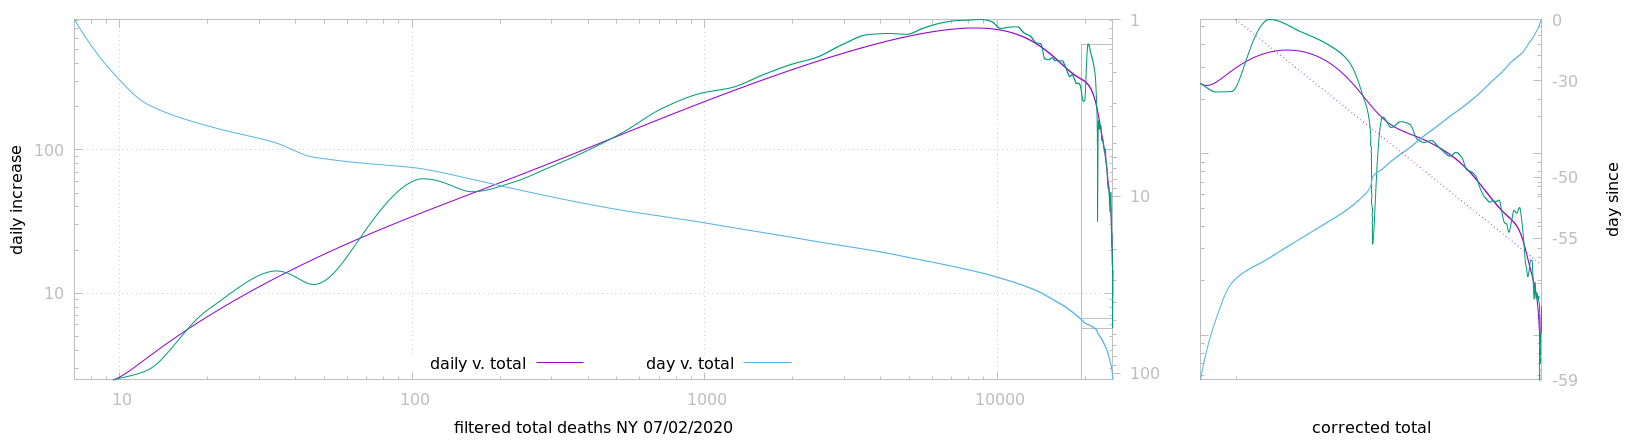 daily increase
100
10
daily v. total
day v. total
10
100
1000
10000
filtered total deaths NY 07/02/2020
1
10
100
0
-30
-50
-55
-59
day since
corrected total